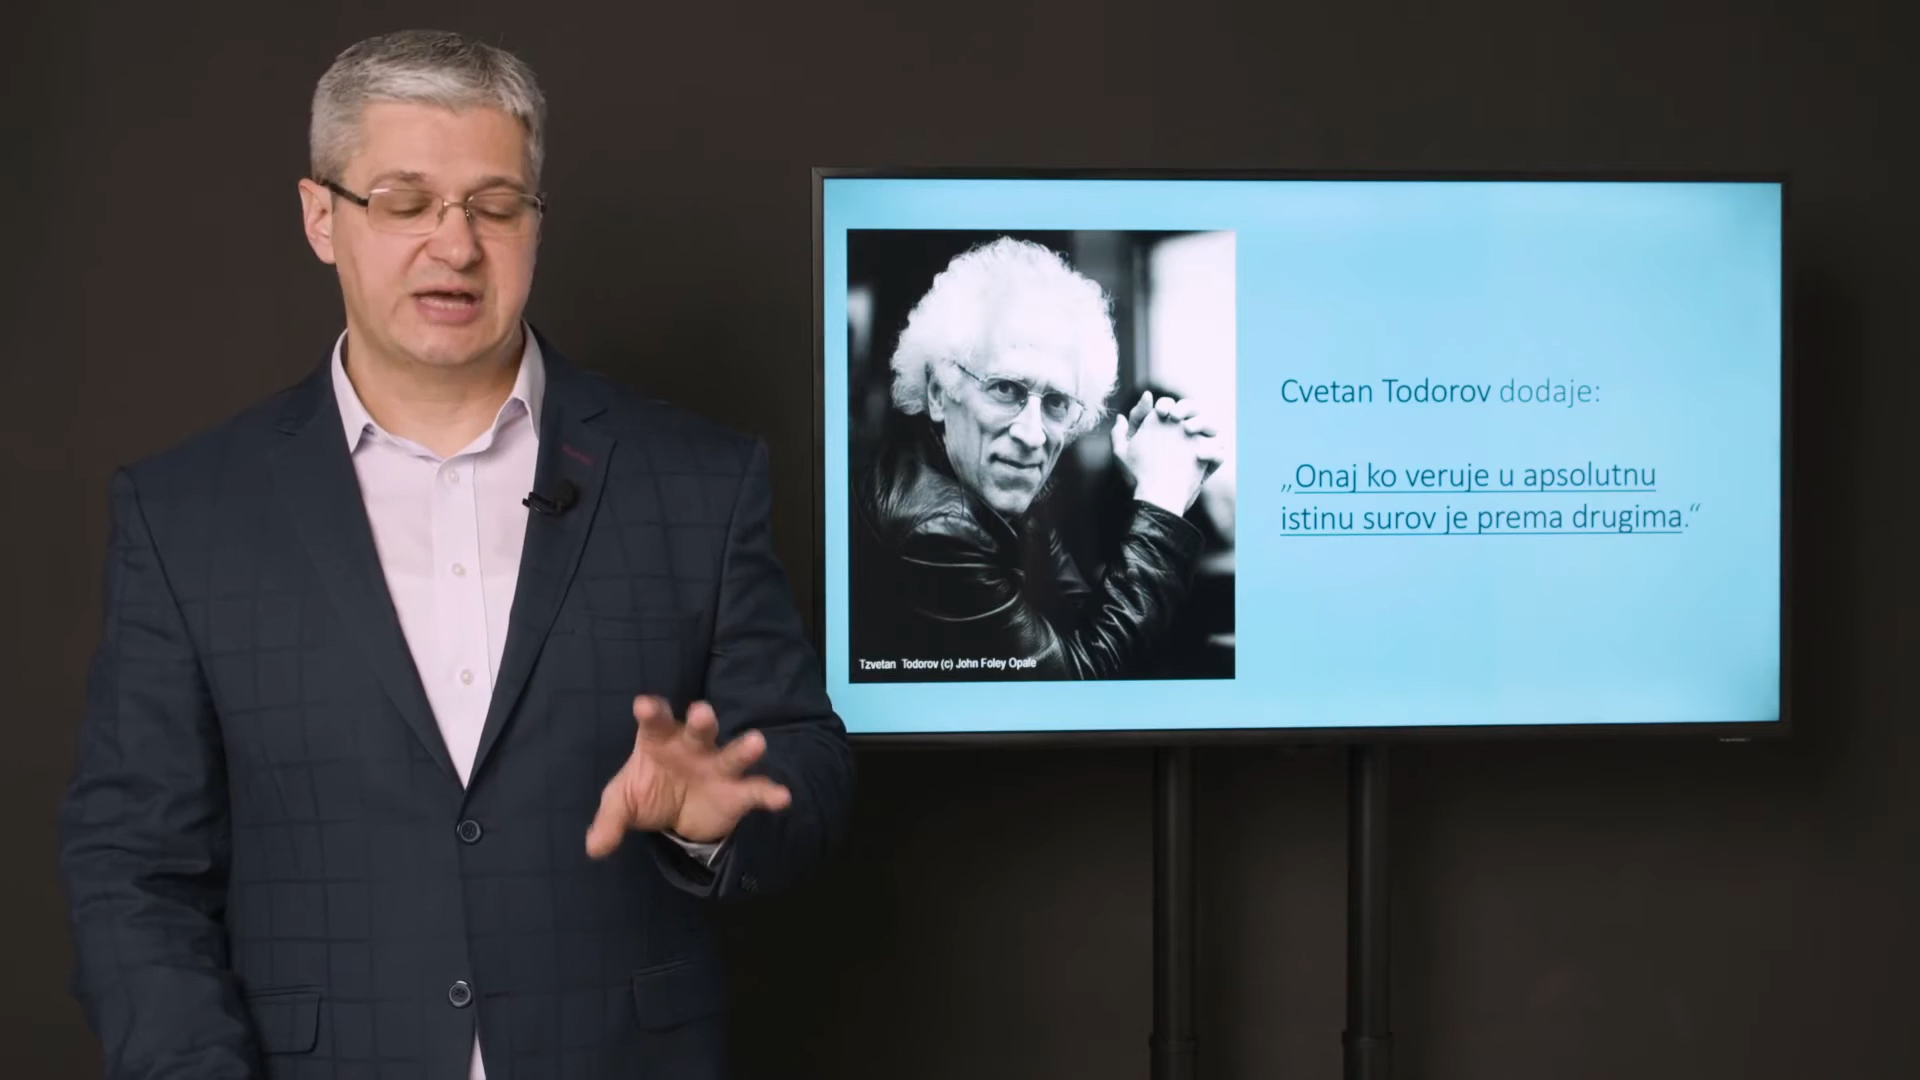 Cvetan Todorov dodaje:
„Onaj ko veruje u apsolutnu
istinu surov je prema drugima.“
Tzvetan Todorov (c) John Foley Opale